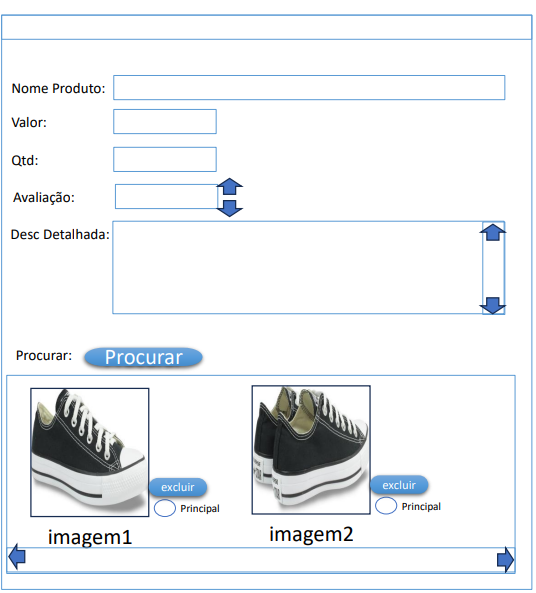 Nome Produto:
Valor:
Qtd:
Avaliação:
Desc Detalhada:
Procurar: Procurar
excluir
Principal
imagem1
excluir
Principal
imagem2